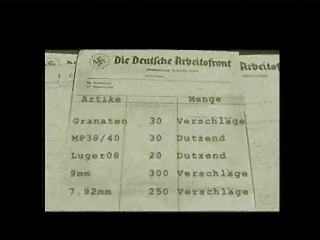 Die Deutsche Arbeitsfront
Artike Menge
Granaten 30 Verschläge
MP38/40 30 Dutzend
Luger08 20 Dutzend
9mm 300 Verschläge
7.92mm 250 Verschläge